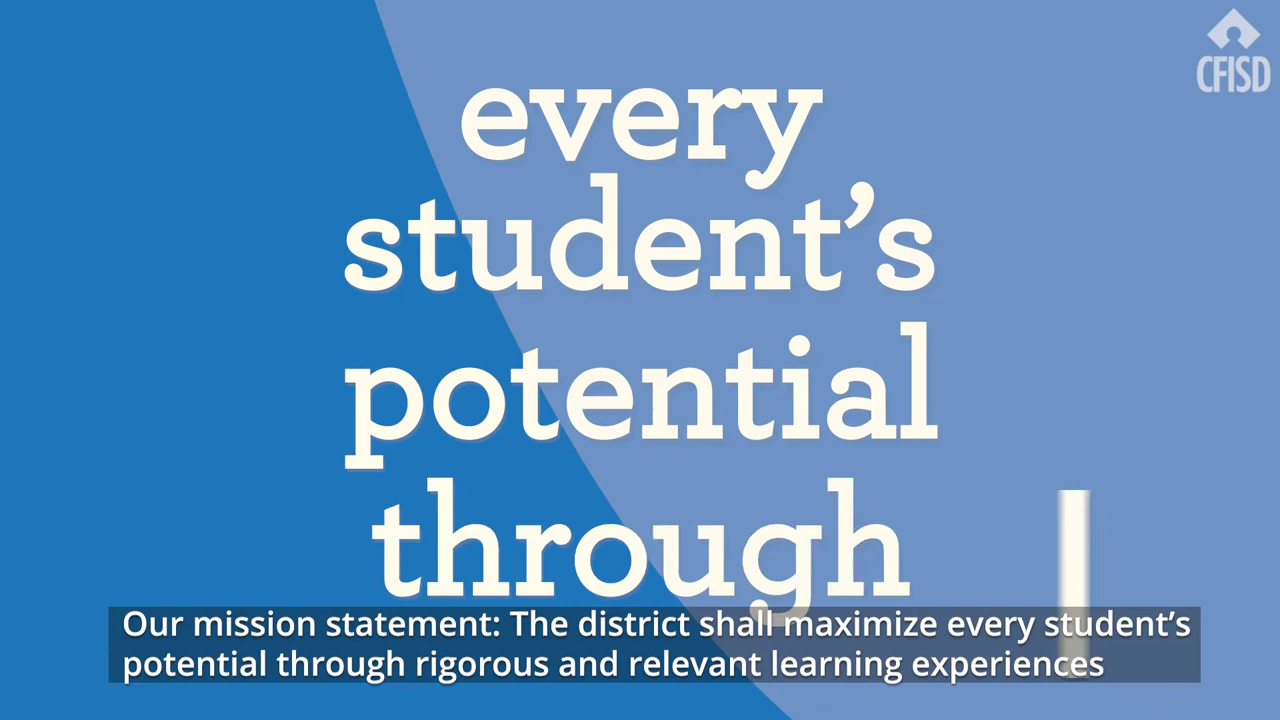 CFISD
every
student’s
potential
through
Our mission statement: The district shall maximize every student’s
potential through rigorous and relevant learning experiences